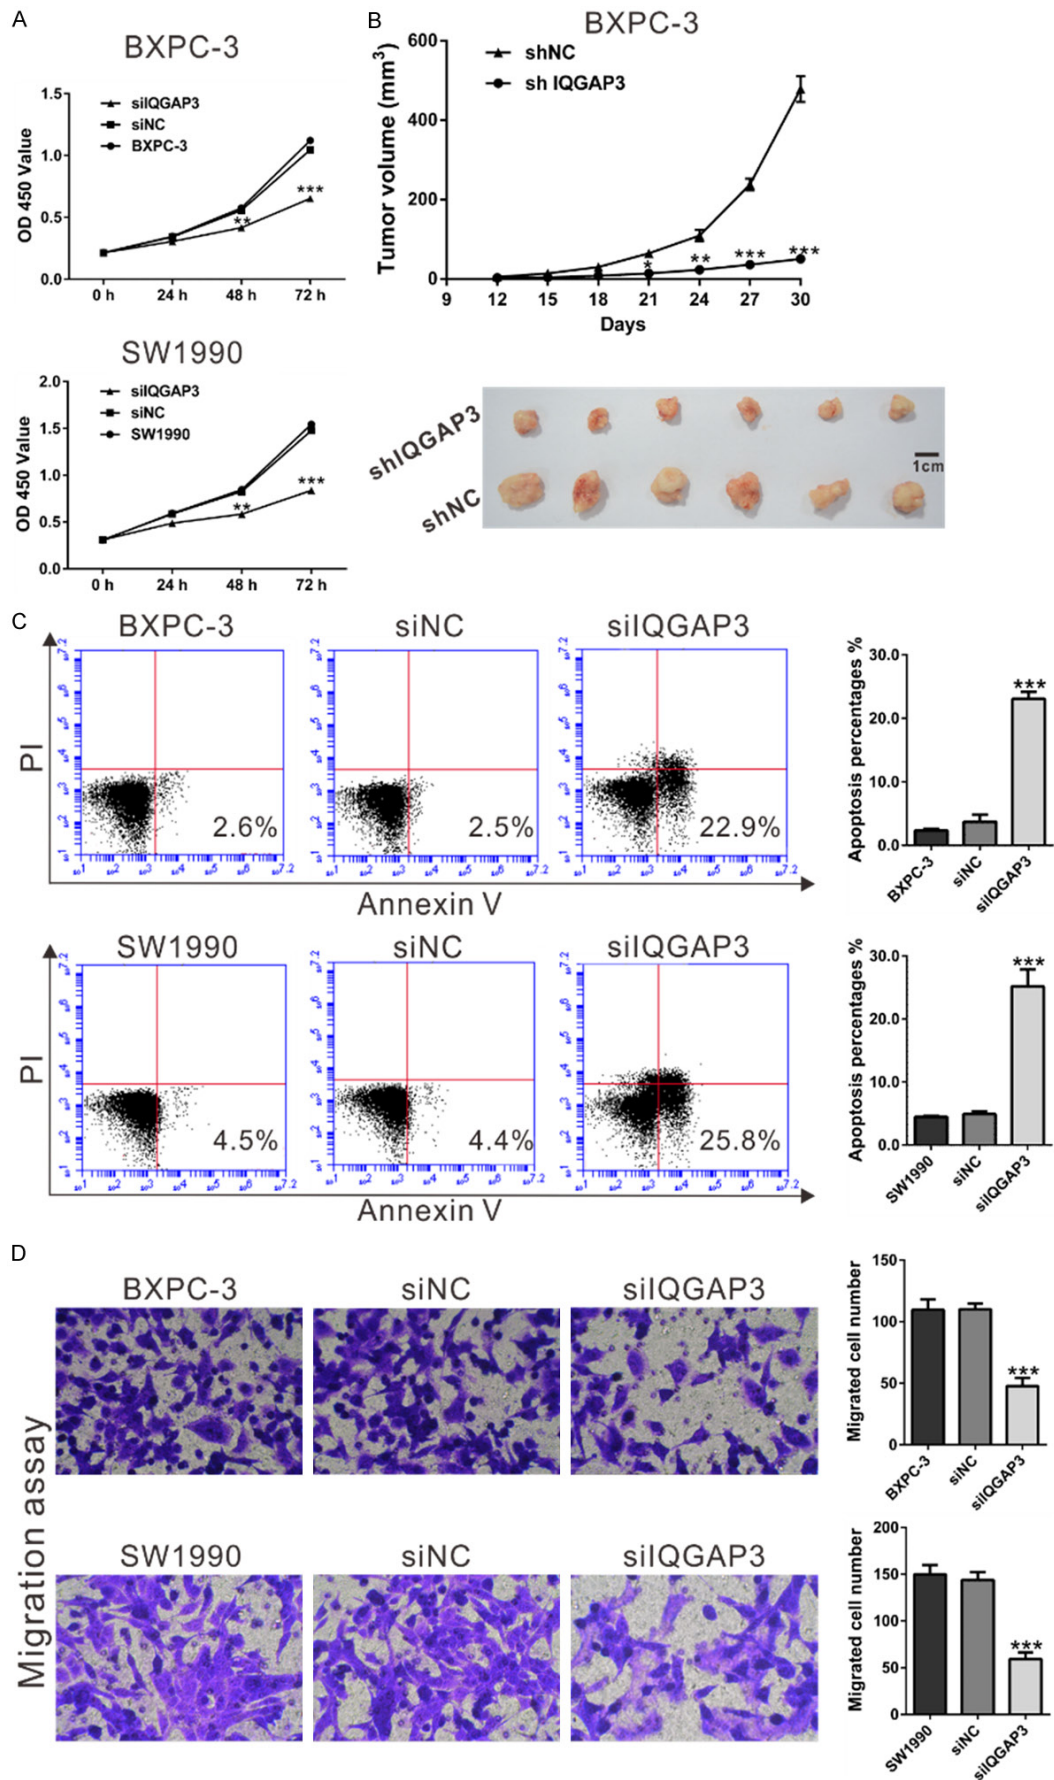 A
BXPC-3
1.5
1.0
0.5
0.0
OD 450 Value
siIQGAP3
siNC
BXPC-3
**
***
0 h 24 h 48 h 72 h
SW1990
2.0
1.5
1.0
0.5
0.0
OD 450 Value
siIQGAP3
siNC
SW1990
**
***
0 h 24 h 48 h 72 h
B
BXPC-3
600
400
200
0
Tumor volume (mm3)
shNC
sh IQGAP3
* ** *** ***
9 12 15 18 21 24 27 30
Days
shIQGAP3
shNC
1cm
C
BXPC-3 siNC siIQGAP3
PI
2.6% 2.5% 22.9%
Annexin V
Apoptosis percentages %
30.0
20.0
10.0
0.0
***
BXPC-3
siNC
siIQGAP3
SW1990 siNC siIQGAP3
PI
4.5% 4.4% 25.8%
Annexin V
Apoptosis percentages %
30.0
20.0
10.0
0.0
***
SW1990
siNC
siIQGAP3
D
Migration assay
BXPC-3 siNC siIQGAP3
Migrated cell number
150
100
50
0
***
BXPC-3
siNC
siIQGAP3
SW1990 siNC siIQGAP3
Migrated cell number
200
150
100
50
0
***
SW1990
siNC
siIQGAP3